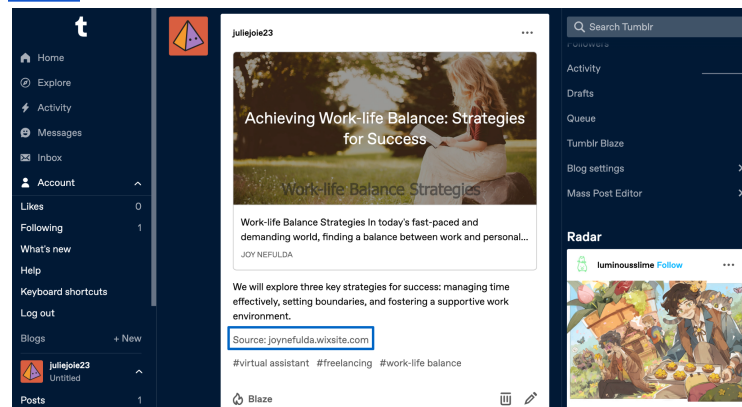 t
Home
Explore
Activity
Messages
Inbox
Account
Likes 0
Following 1
What's new
Help
Keyboard shortcuts
Log out
Blogs + New
juliejoie23
Untitled
Posts 1
juliejoie23
Achieving Work-life Balance: Strategies
for Success
Work-life Balance Strategies
Work-life Balance Strategies In today's fast-paced and
demanding world, finding a balance between work and personal...
JOY NEFULDA
We will explore three key strategies for success: managing time
effectively, setting boundaries, and fostering a supportive work
environment.
Source: joynefulda.wixsite.com
#virtual assistant #freelancing #work-life balance
Blaze
Search Tumblr
Followers
Activity
Drafts
Queue
Tumblr Blaze
Blog settings
Mass Post Editor
Radar
luminousslime Follow